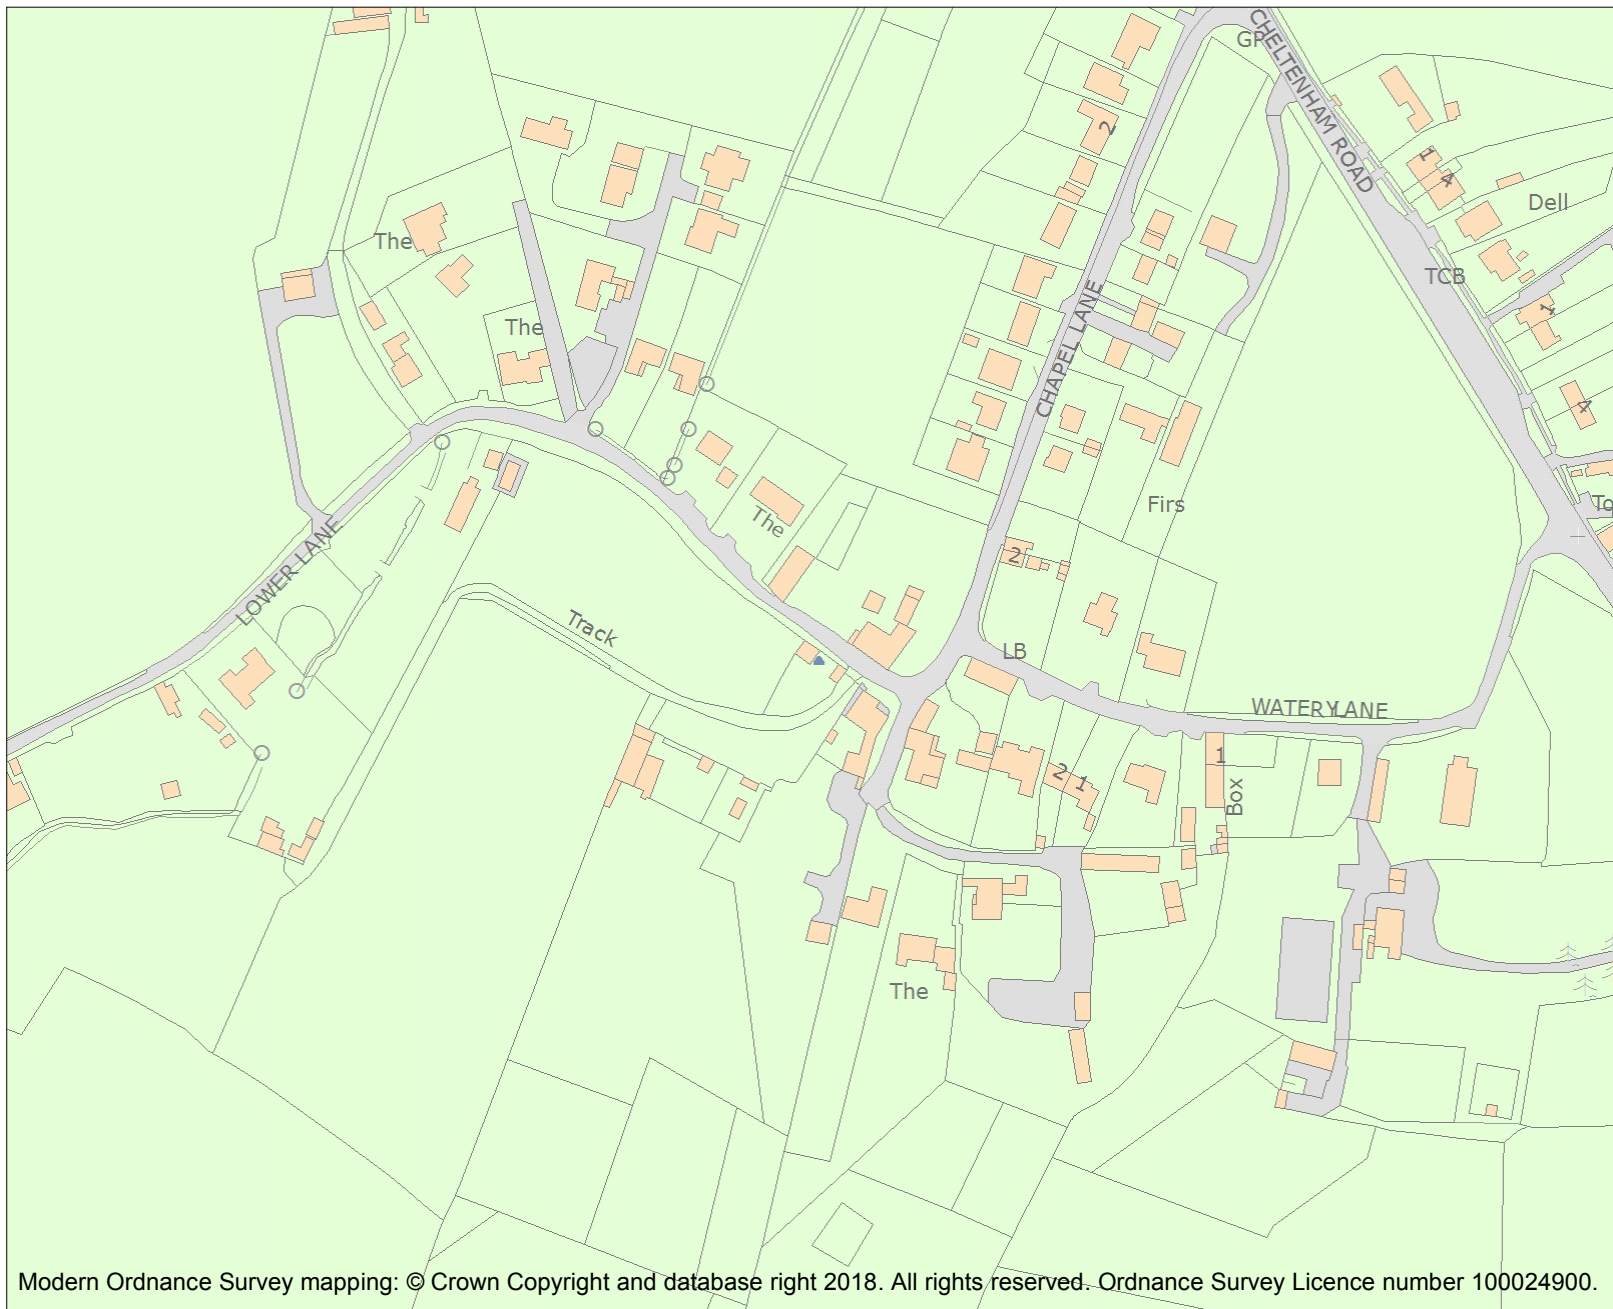 GP
CHELTENHAM ROAD
2
1
4
Dell
The
TCB
The
1
CHAPEL LANE
4
Firs
To
The
2
LOWER LANE
Track
LB
WATERY LANE
1
2
1
Box
The
Modern Ordnance Survey mapping: © Crown Copyright and database right 2018. All rights reserved. Ordnance Survey Licence number 100024900.